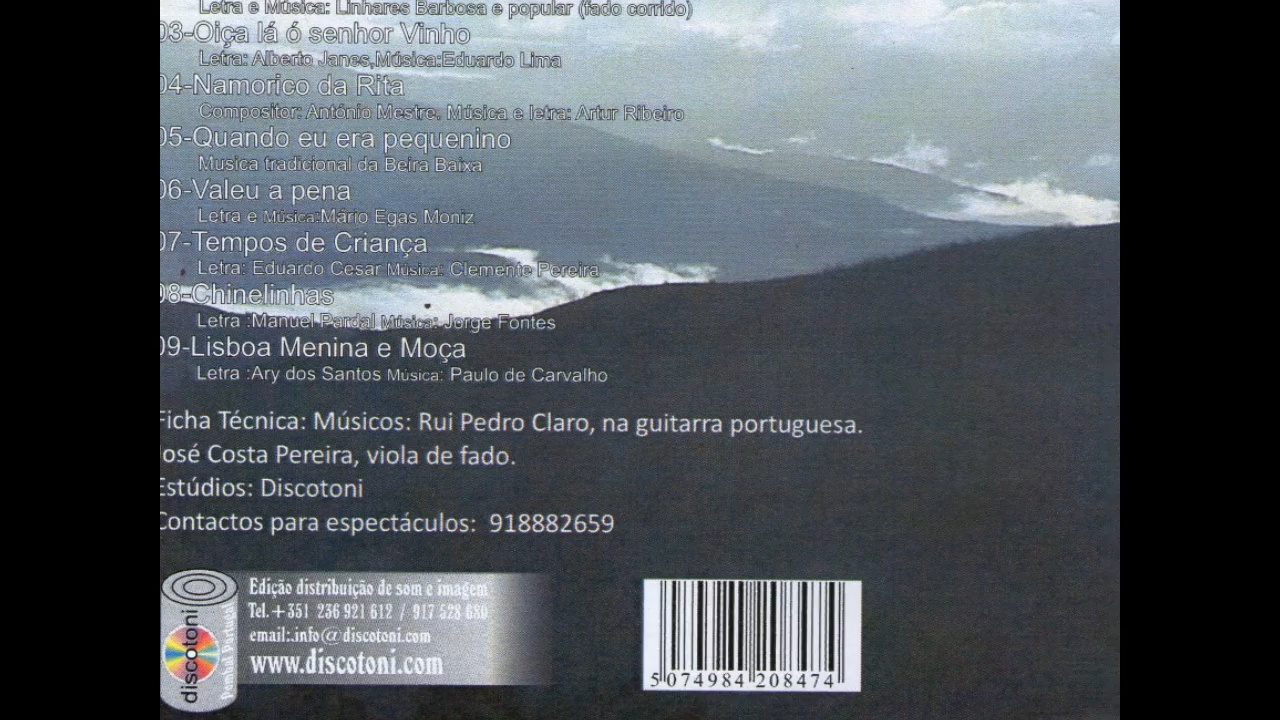 Letra e Música: Linhares Barbosa e popular (fado corrido)
03-Oiça lá ó senhor Vinho
Letra: Alberto Janes,Música:Eduardo Lima
04-Namorico da Rita
Compositor: António Mestre, Música e letra: Artur Ribeiro
05-Quando eu era pequenino
Musica tradicional da Beira Baixa
06-Valeu a pena
Letra e Música:Mário Egas Moniz
07-Tempos de Criança
Letra: Eduardo Cesar Música: Clemente Pereira
08-Chinelinhas
Letra :Manuel Pardal Música: Jorge Fontes
09-Lisboa Menina e Moça
Letra :Ary dos Santos Música: Paulo de Carvalho
Ficha Técnica: Músicos: Rui Pedro Claro, na guitarra portuguesa.
José Costa Pereira, viola de fado.
Estúdios: Discotoni
Contactos para espectáculos: 918882659
Edição distribuição de som e imagem
Tel.+351 236 921 612 / 917 528 680
email:.info@discotoni.com
www.discotoni.com
discotoni
Pombal Portugal
5 074984 208474